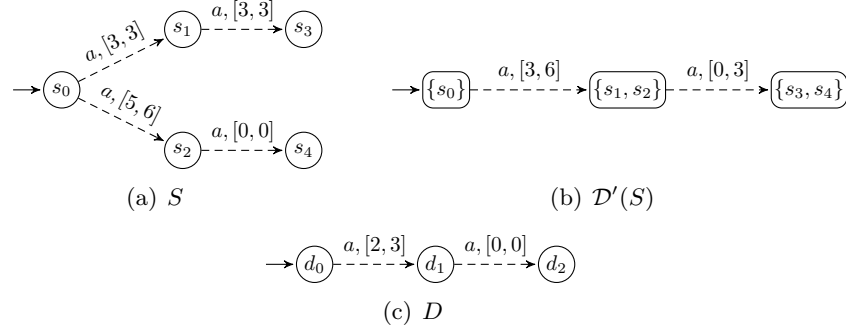 a, [3, 3]
s₁
a, [3, 3]
s₃
s₀
a, [5, 6]
s₂
a, [0, 0]
s₄
(a) S
{s₀}
a, [3, 6]
{s₁, s₂}
a, [0, 3]
{s₃, s₄}
(b) 𝒟′(S)
d₀
a, [2, 3]
d₁
a, [0, 0]
d₂
(c) D